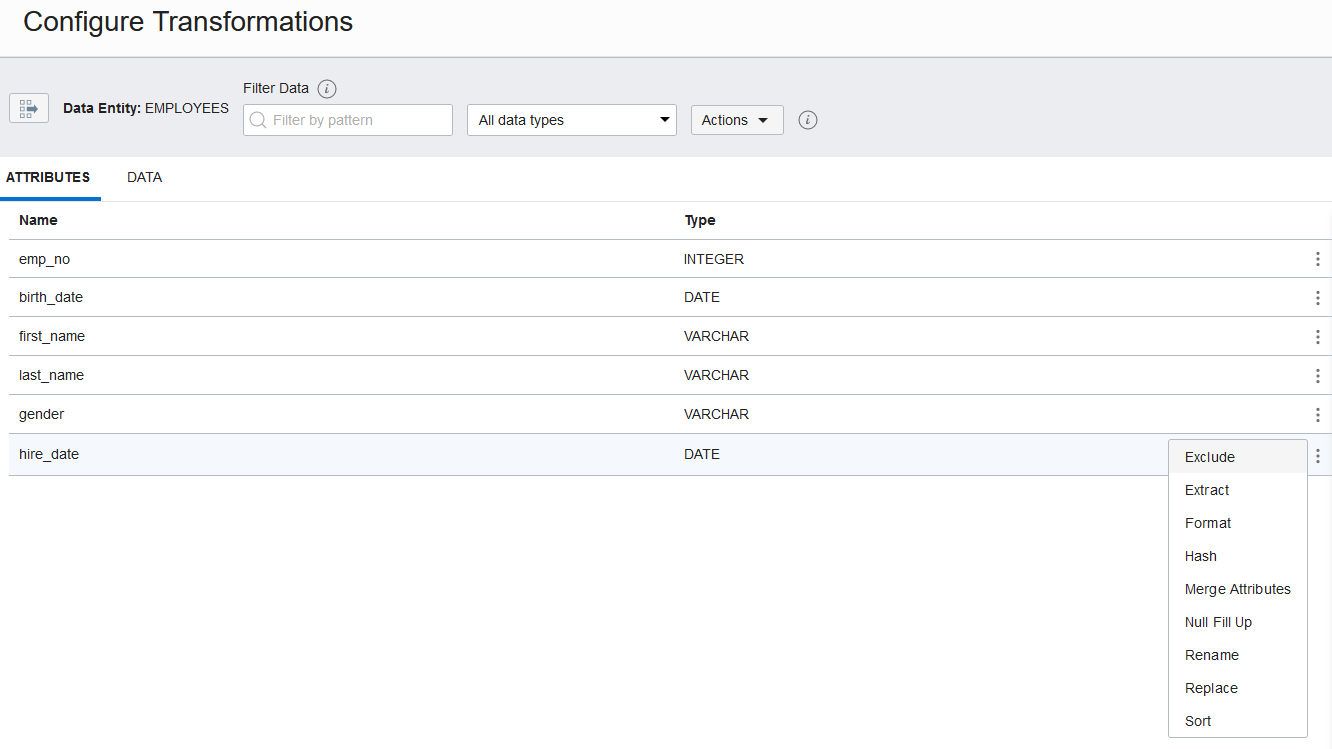 Configure Transformations
Filter Data
Data Entity: EMPLOYEES
Filter by pattern
All data types
Actions
ATTRIBUTES DATA
Name Type
emp_no INTEGER
birth_date DATE
first_name VARCHAR
last_name VARCHAR
gender VARCHAR
hire_date DATE
Exclude
Extract
Format
Hash
Merge Attributes
Null Fill Up
Rename
Replace
Sort